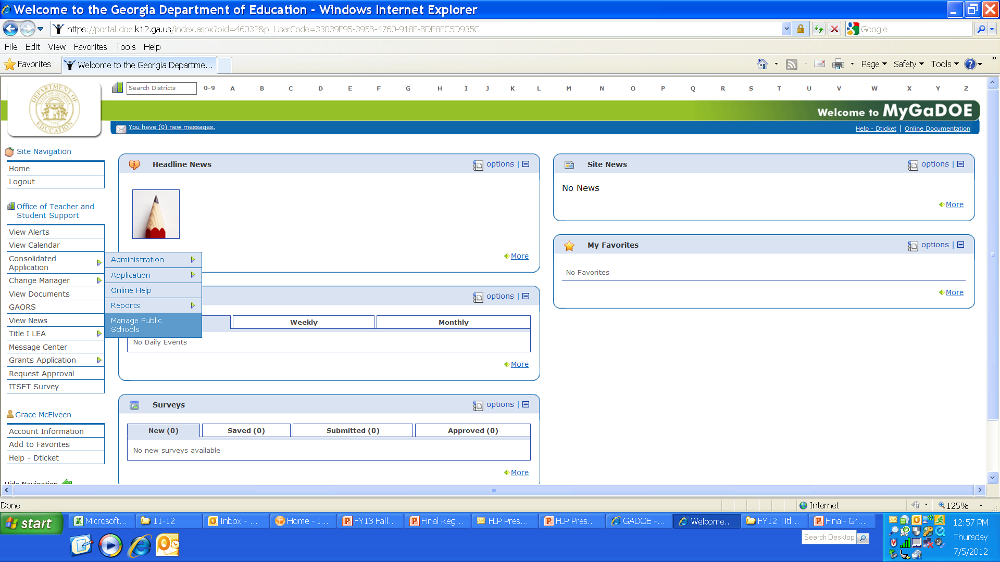 Welcome to the Georgia Department of Education - Windows Internet Explorer
https://portal.doe.k12.ga.us/index.aspx?oid=46032&p_UserCode=33039F95-395B-4760-918F-BDE8FC5D935C
Google
File Edit View Favorites Tools Help
Favorites
Welcome to the Georgia Departme...
Page Safety Tools
DEPARTMENT OF EDUCATION
Search Districts
0-9 A B C D E F G H I J K L M N O P Q R S T U V W X Y Z
Welcome to MyGaDOE
You have (0) new messages.
Help - Dticket | Online Documentation
Site Navigation
Home
Logout
Office of Teacher and
Student Support
View Alerts
View Calendar
Consolidated
Application
Change Manager
View Documents
GAORS
View News
Title I LEA
Message Center
Grants Application
Request Approval
ITSET Survey
Grace McElveen
Account Information
Add to Favorites
Help - Dticket
Hide Navigation
Administration
Application
Online Help
Reports
Manage Public
Schools
Headline News
options |
More
options |
Weekly Monthly
No Daily Events
More
Surveys
options |
New (0) Saved (0) Submitted (0) Approved (0)
No new surveys available
More
Site News
options |
No News
More
My Favorites
options |
No Favorites
More
Done
Internet
125%
start
Microsoft...
11-12
Inbox - ...
Home - I...
FY13 Fall...
Final Reg...
FLP Pres...
FLP Pres...
GADOE -...
Welcome...
FY12 Titl...
Final- Gr...
Search Desktop
12:57 PM
Thursday
7/5/2012